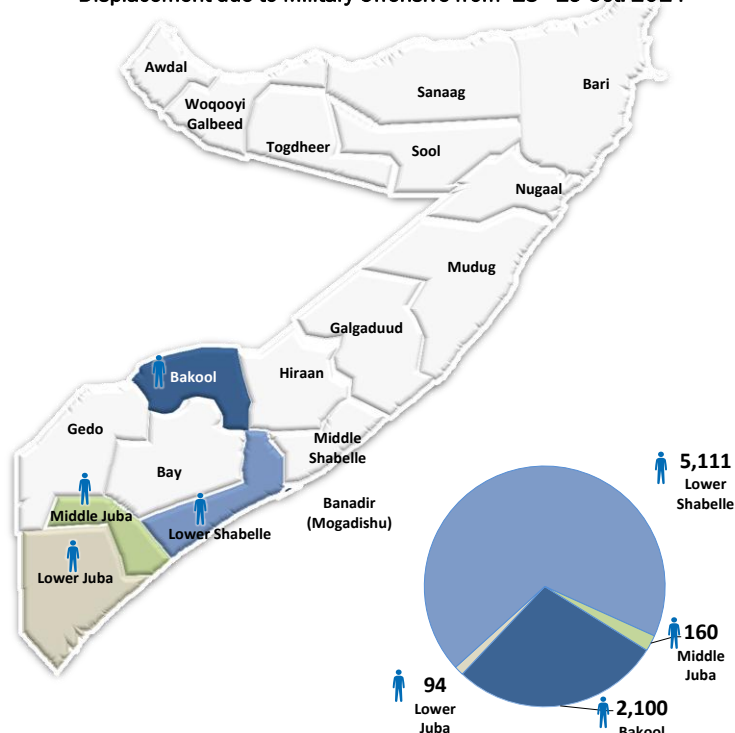 Awdal
Woqooyi
Galbeed
Togdheer
Sanaag
Sool
Bari
Nugaal
Mudug
Galgaduud
Hiraan
Bakool
Gedo
Bay
Middle
Shabelle
Banadir
(Mogadishu)
Middle Juba
Lower Shabelle
Lower Juba
5,111
Lower
Shabelle
160
Middle
Juba
94
Lower
Juba
2,100
Bakool